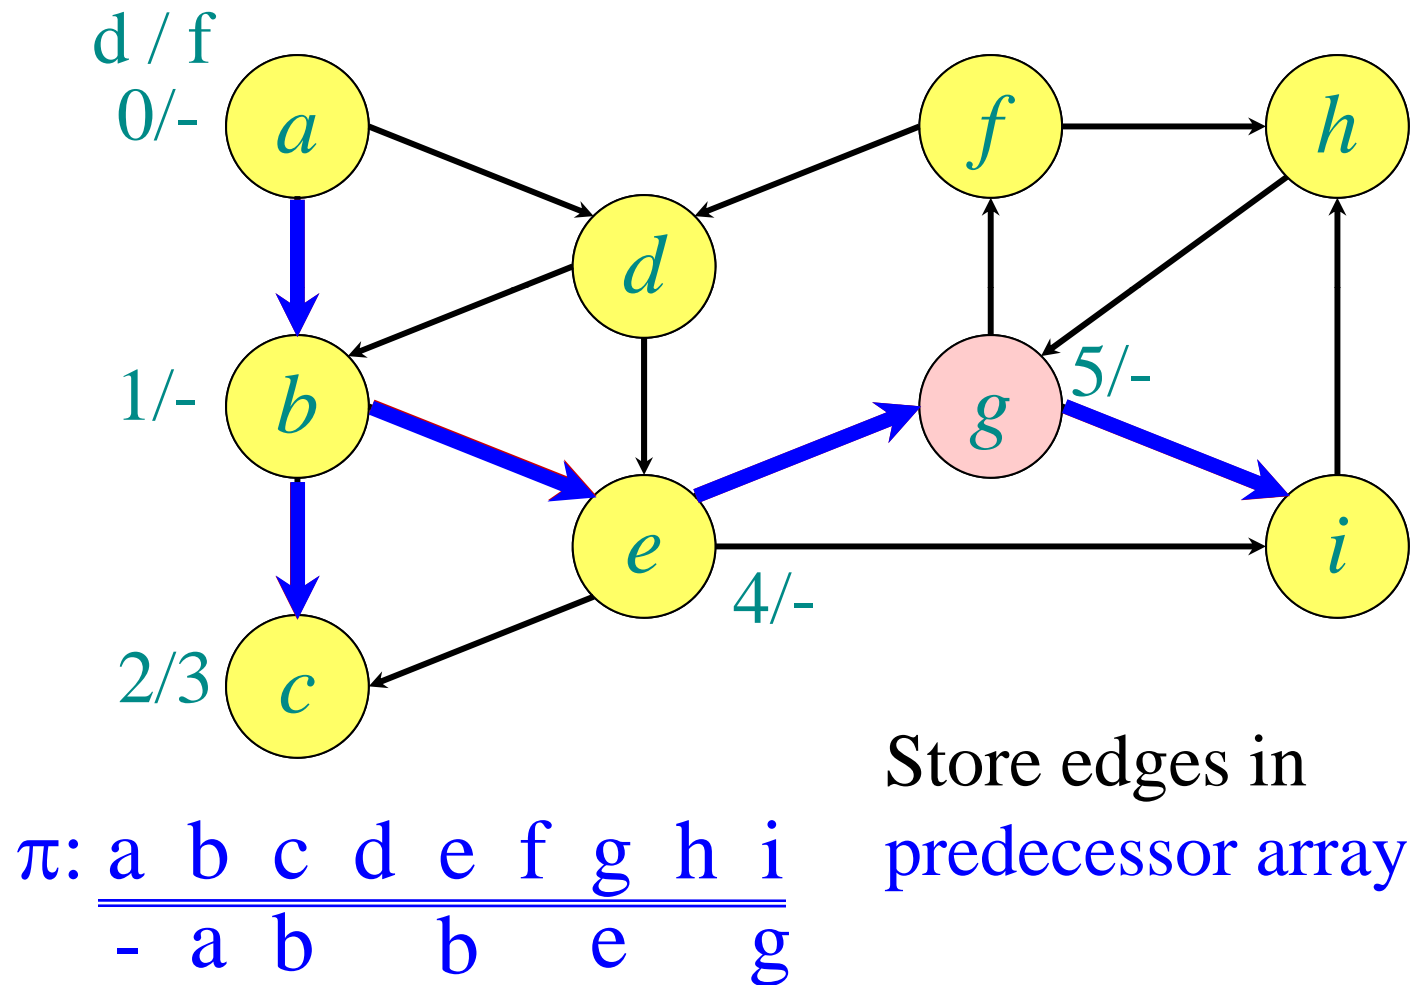 d / f
0/-
a
f
h
d
1/-
b
g
5/-
e
i
4/-
2/3
c
Store edges in
predecessor array
π: a b c d e f g h i
- a b b e g